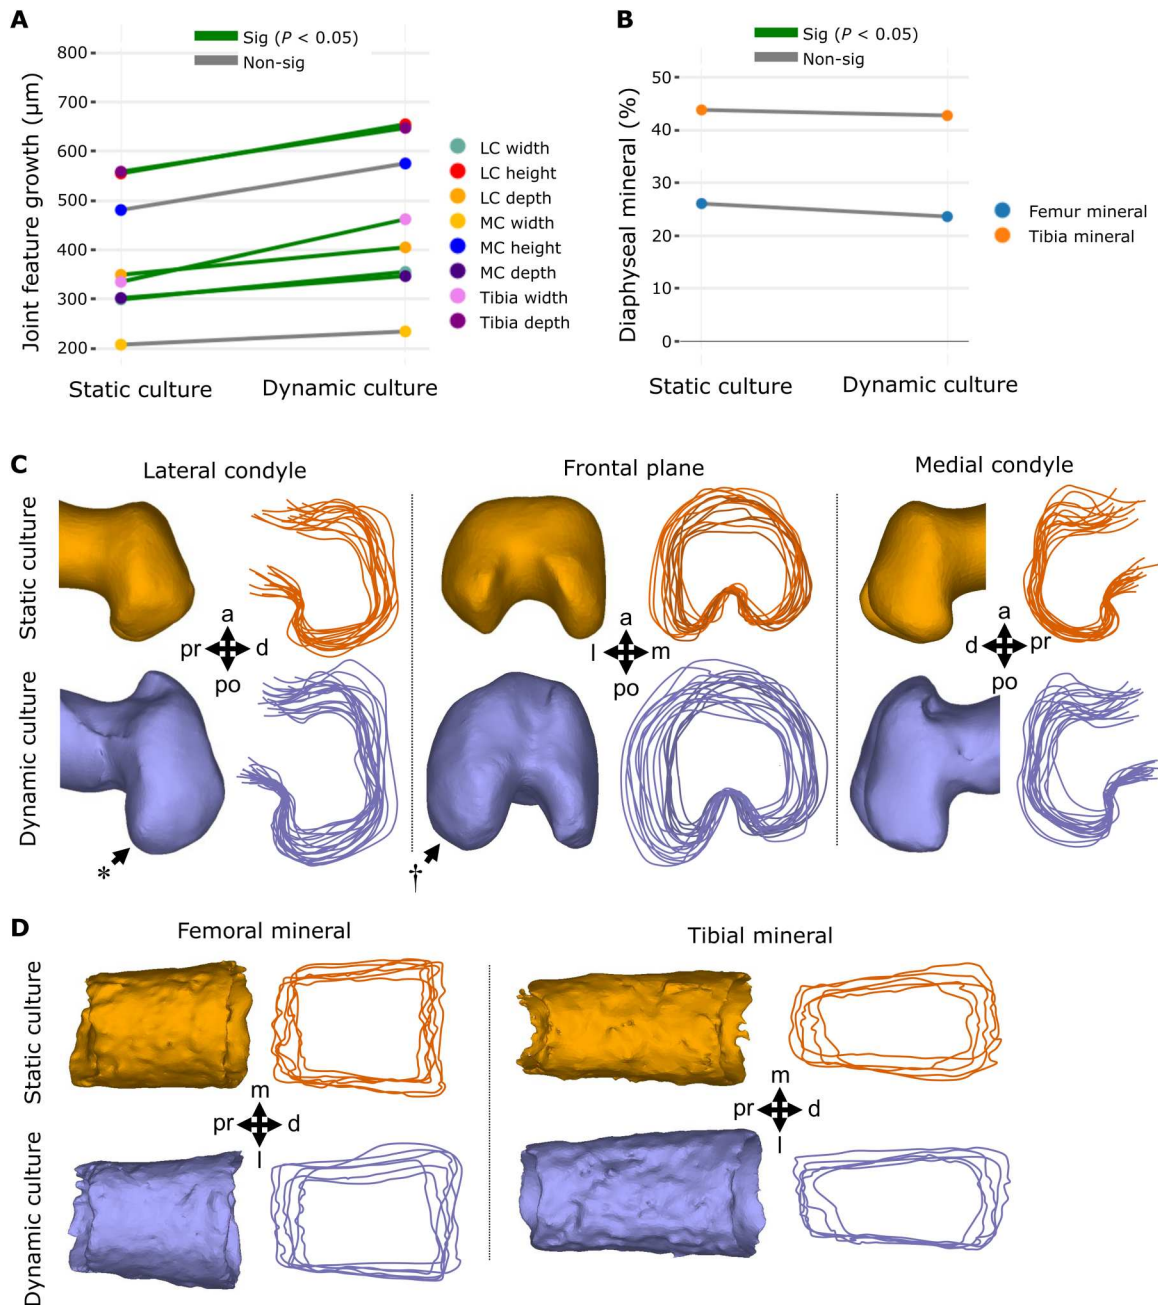 A
Sig (P < 0.05)
Non-sig
Joint feature growth (µm)
800
700
600
500
400
300
200
Static culture
Dynamic culture
LC width
LC height
LC depth
MC width
MC height
MC depth
Tibia width
Tibia depth
B
Sig (P < 0.05)
Non-sig
Diaphyseal mineral (%)
50
40
30
20
10
0
Static culture
Dynamic culture
Femur mineral
Tibia mineral
C
Lateral condyle
Frontal plane
Medial condyle
Static culture
a
pr d
po
a
l m
po
a
d pr
po
Dynamic culture
*
†
D
Femoral mineral
Tibial mineral
Static culture
m
pr d
l
m
pr d
l
Dynamic culture